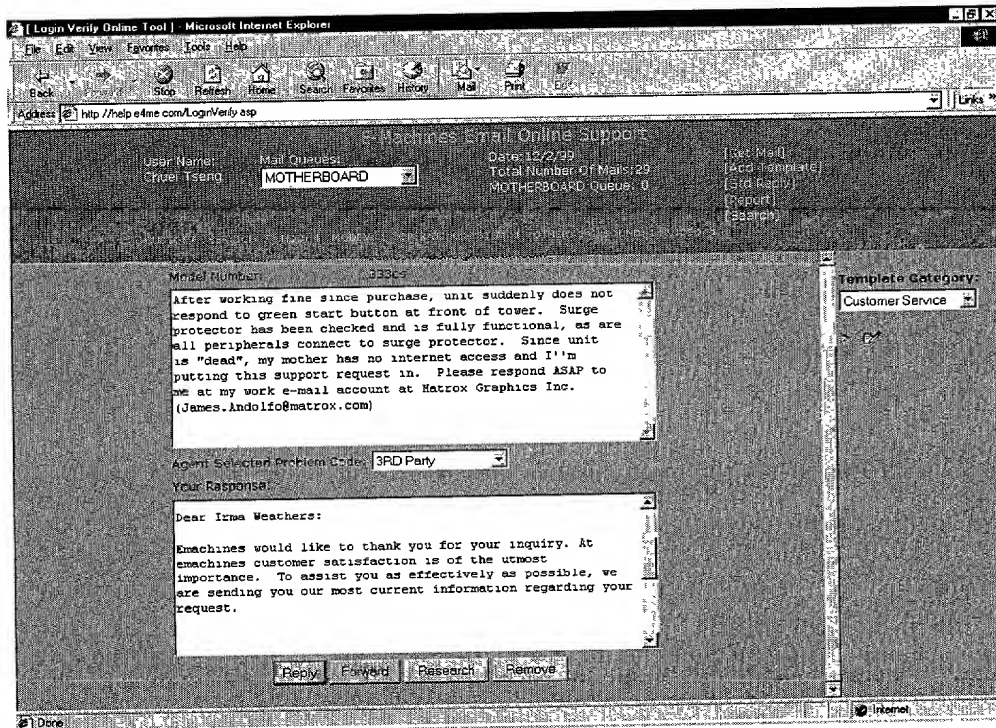 [ Login Verify Online Tool ] - Microsoft Internet Explorer
File Edit View Favorites Tools Help
Back Stop Refresh Home Search Favorites History Mail Print
Address http //help e4me com/LoginVerify asp Links »
e-Machines Email Online Support
User Name: Mail Queues: Date: 12/2/99 [Get Mail]
Chuei Tseng MOTHERBOARD Total Number Of Mails: 29 [Add Template]
MOTHERBOARD Queue: 0 [Std Reply]
[Report]
[Search]
Model Number: 333cs
Template Category:
Customer Service
After working fine since purchase, unit suddenly does not
respond to green start button at front of tower. Surge
protector has been checked and is fully functional, as are
all peripherals connect to surge protector. Since unit
is "dead", my mother has no internet access and I''m
putting this support request in. Please respond ASAP to
me at my work e-mail account at Matrox Graphics Inc.
(James.Andolfo@matrox.com)
Agent Selected Problem Code: 3RD Party
Your Response:
Dear Irma Weathers:
Emachines would like to thank you for your inquiry. At
emachines customer satisfaction is of the utmost
importance. To assist you as effectively as possible, we
are sending you our most current information regarding your
request.
Reply Forward Research Remove
Done Internet